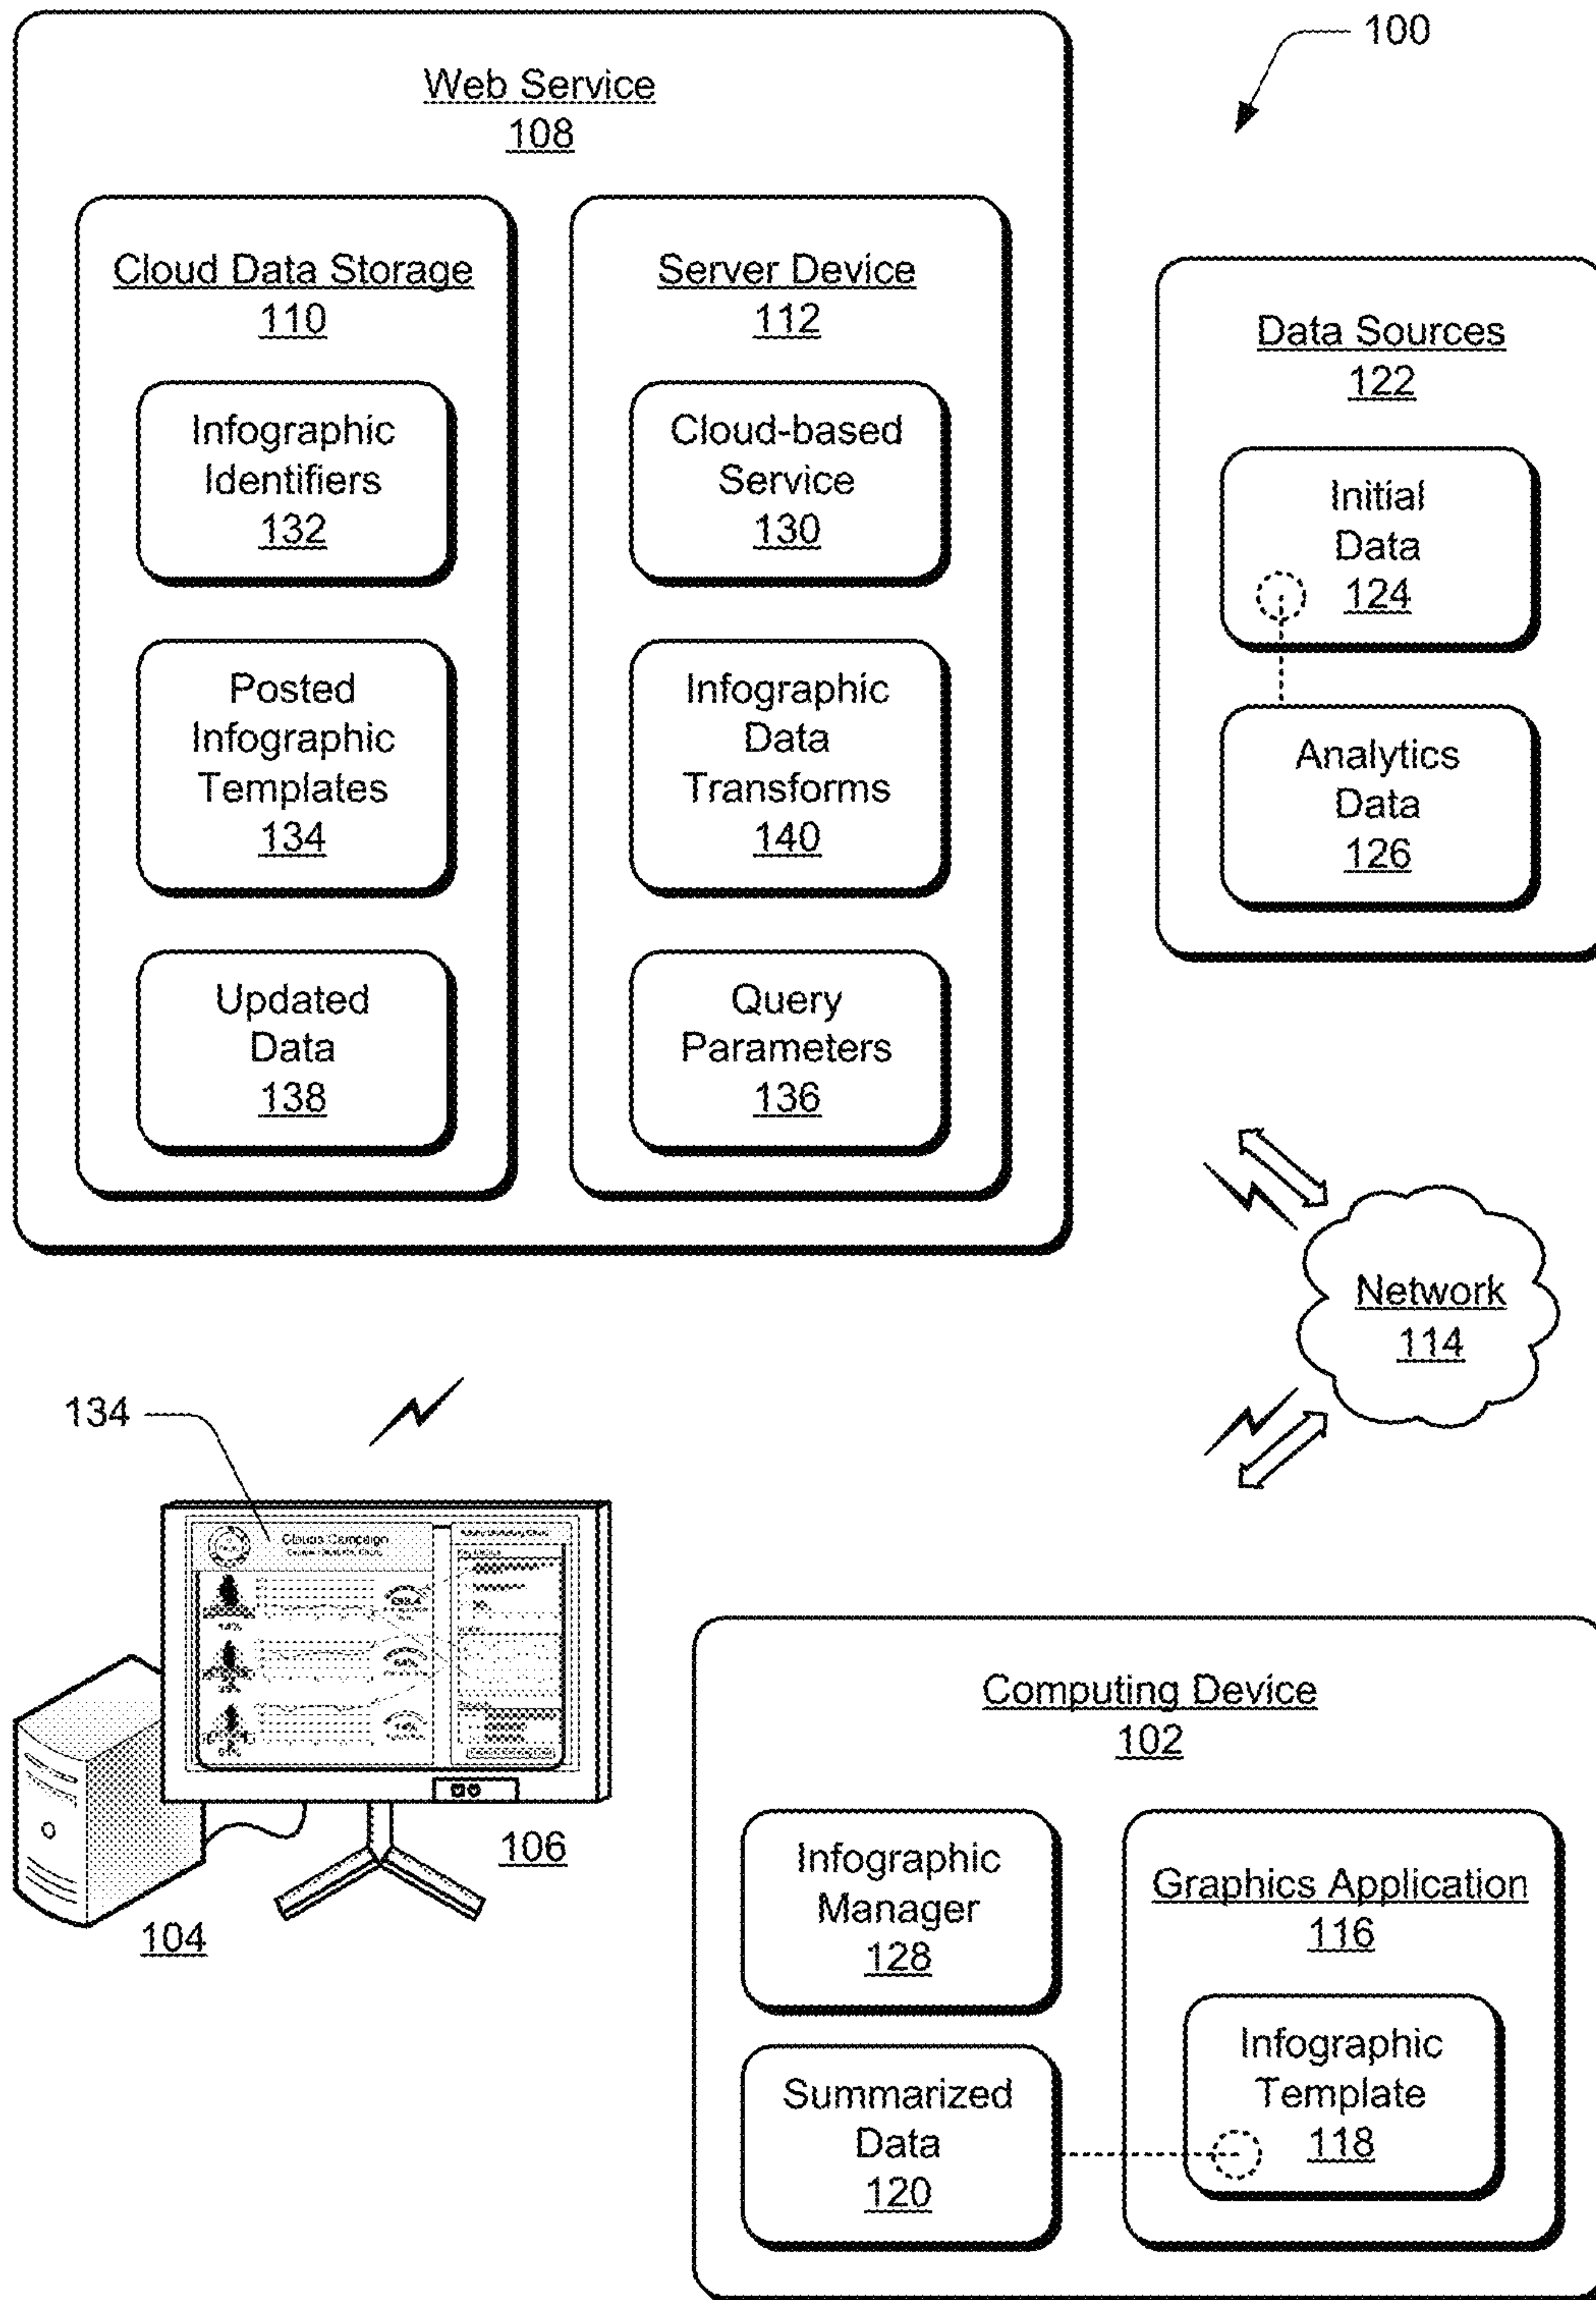 100
Web Service
108
Cloud Data Storage
110
Infographic
Identifiers
132
Posted
Infographic
Templates
134
Updated
Data
138
Server Device
112
Cloud-based
Service
130
Infographic
Data
Transforms
140
Query
Parameters
136
Data Sources
122
Initial
Data
124
Analytics
Data
126
Network
114
134
Clouds Campaign
14%
106
104
Computing Device
102
Infographic
Manager
128
Summarized
Data
120
Graphics Application
116
Infographic
Template
118